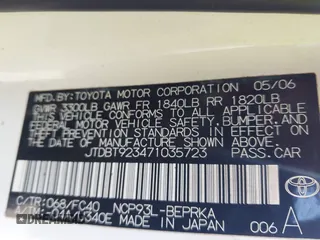 MFD.BY:TOYOTA MOTOR CORPORATION 05/06
GVWR 3300LB GAWR FR 1840LB RR 1820LB
THIS VEHICLE CONFORMS TO ALL APPLICABLE
FEDERAL MOTOR VEHICLE SAFETY, BUMPER, AND
THEFT PREVENTION STANDARDS IN EFFECT ON
THE DATE OF MANUFACTURE SHOWN ABOVE.
JTDBT923471035723
C/TR:068/FC40 NCP93L-BEPRKA
340E MADE IN JAPAN
TOYOTA
006 A